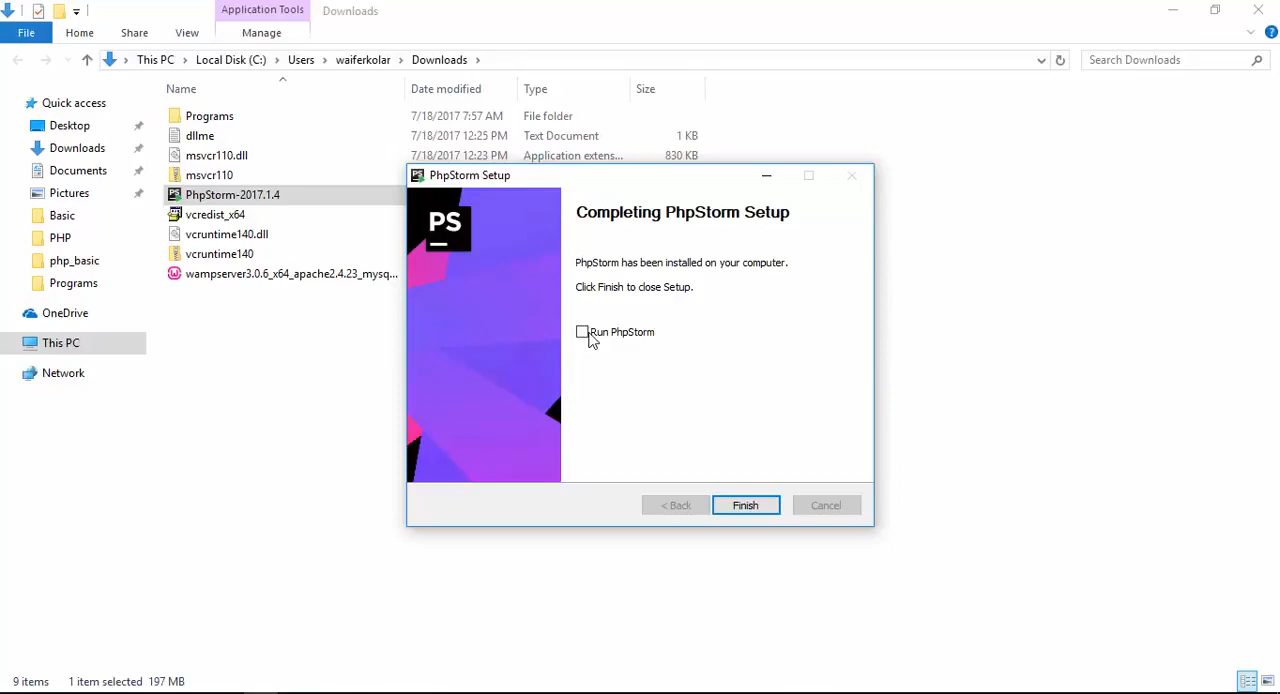 Application Tools
Downloads
File
Home
Share
View
Manage
This PC
Local Disk (C:)
Users
waiferkolar
Downloads
Search Downloads
Name
Date modified
Type
Size
Quick access
Desktop
Downloads
Documents
Pictures
Basic
PHP
php_basic
Programs
OneDrive
This PC
Network
Programs 7/18/2017 7:57 AM File folder
dllme 7/18/2017 12:25 PM Text Document 1 KB
msvcr110.dll 7/18/2017 12:23 PM Application extens... 830 KB
msvcr110
PhpStorm-2017.1.4
vcredist_x64
vcruntime140.dll
vcruntime140
wampserver3.0.6_x64_apache2.4.23_mysq...
PS PhpStorm Setup
PS
Completing PhpStorm Setup
PhpStorm has been installed on your computer.
Click Finish to close Setup.
Run PhpStorm
< Back
Finish
Cancel
9 items
1 item selected 197 MB